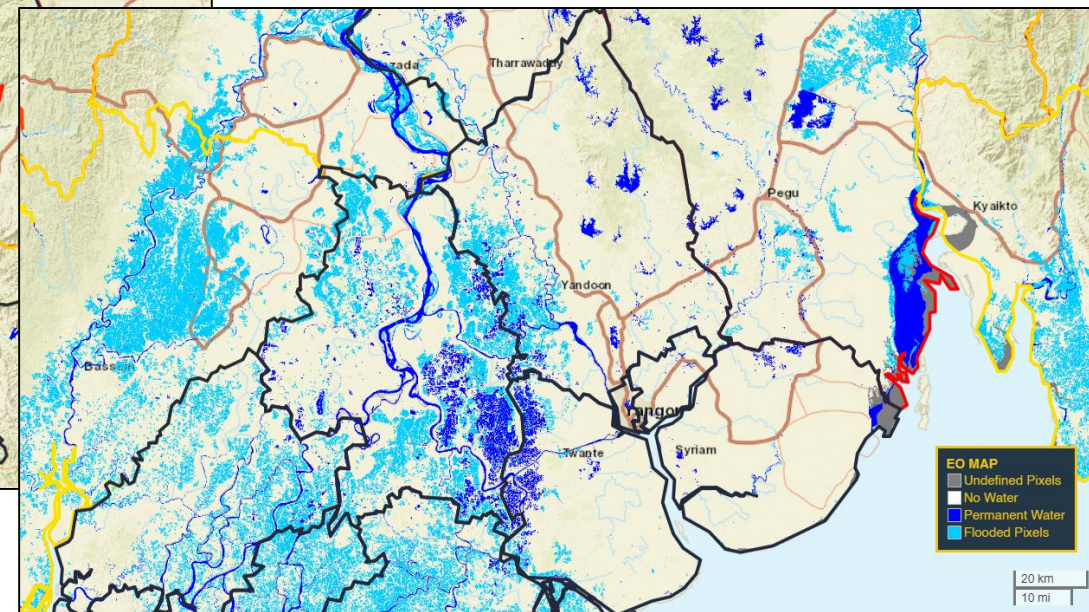 Tharrawaddy
Pegu
Kyaikto
Yandoon
Yangon
Twante
Syriam
EO MAP
Undefined Pixels
No Water
Permanent Water
Flooded Pixels
20 km
10 mi